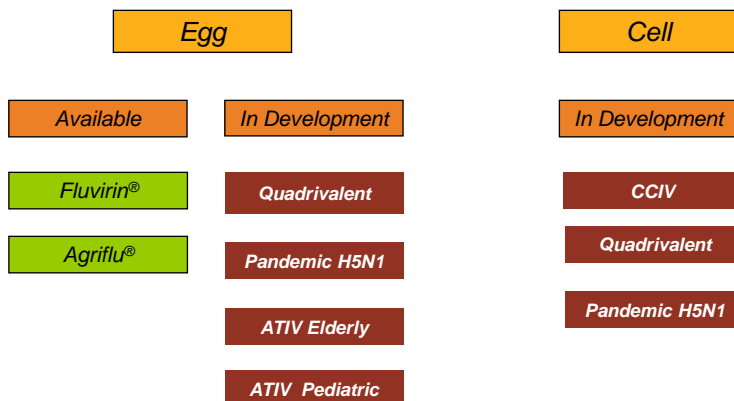 Egg
Cell
Available
In Development
In Development
Fluvirin®
Quadrivalent
CCIV
Agriflu®
Pandemic H5N1
Quadrivalent
ATIV Elderly
Pandemic H5N1
ATIV Pediatric